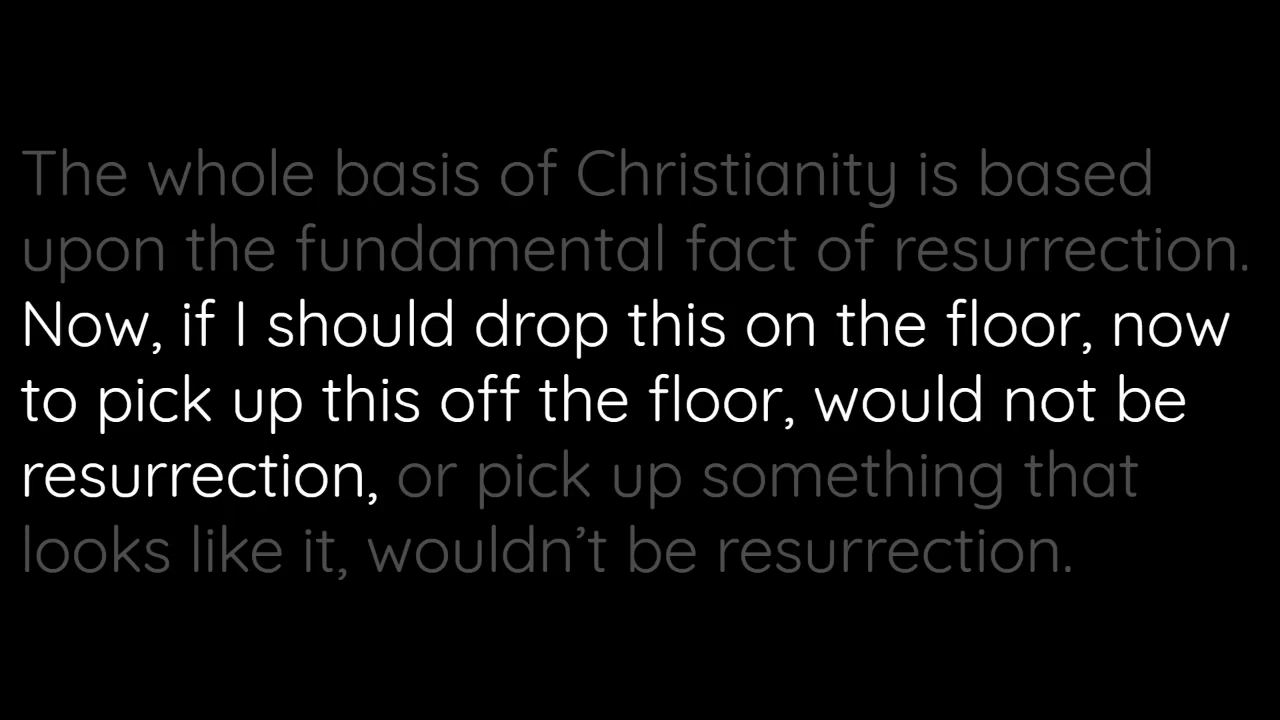 The whole basis of Christianity is based
upon the fundamental fact of resurrection.
Now, if I should drop this on the floor, now
to pick up this off the floor, would not be
resurrection, or pick up something that
looks like it, wouldn’t be resurrection.